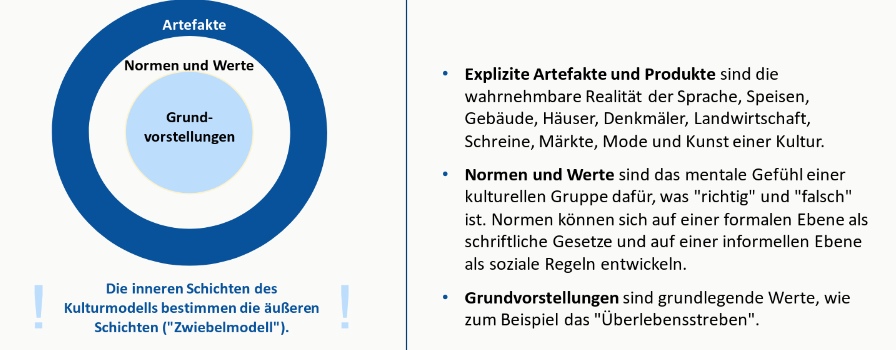 Artefakte
Normen und Werte
Grund-
vorstellungen
! Die inneren Schichten des !
Kulturmodells bestimmen die äußeren
Schichten ("Zwiebelmodell").
• Explizite Artefakte und Produkte sind die
wahrnehmbare Realität der Sprache, Speisen,
Gebäude, Häuser, Denkmäler, Landwirtschaft,
Schreine, Märkte, Mode und Kunst einer Kultur.
• Normen und Werte sind das mentale Gefühl einer
kulturellen Gruppe dafür, was "richtig" und "falsch"
ist. Normen können sich auf einer formalen Ebene als
schriftliche Gesetze und auf einer informellen Ebene
als soziale Regeln entwickeln.
• Grundvorstellungen sind grundlegende Werte, wie
zum Beispiel das "Überlebensstreben".